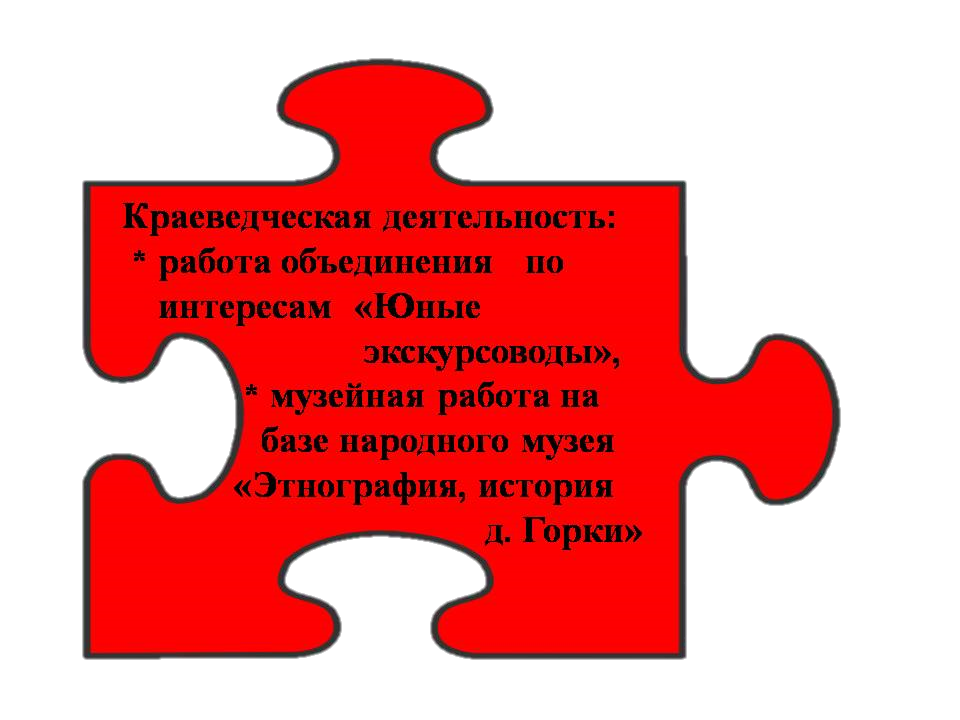 Краеведческая деятельность:
* работа объединения по
интересам «Юные
экскурсоводы»,
* музейная работа на
базе народного музея
«Этнография, история
д. Горки»